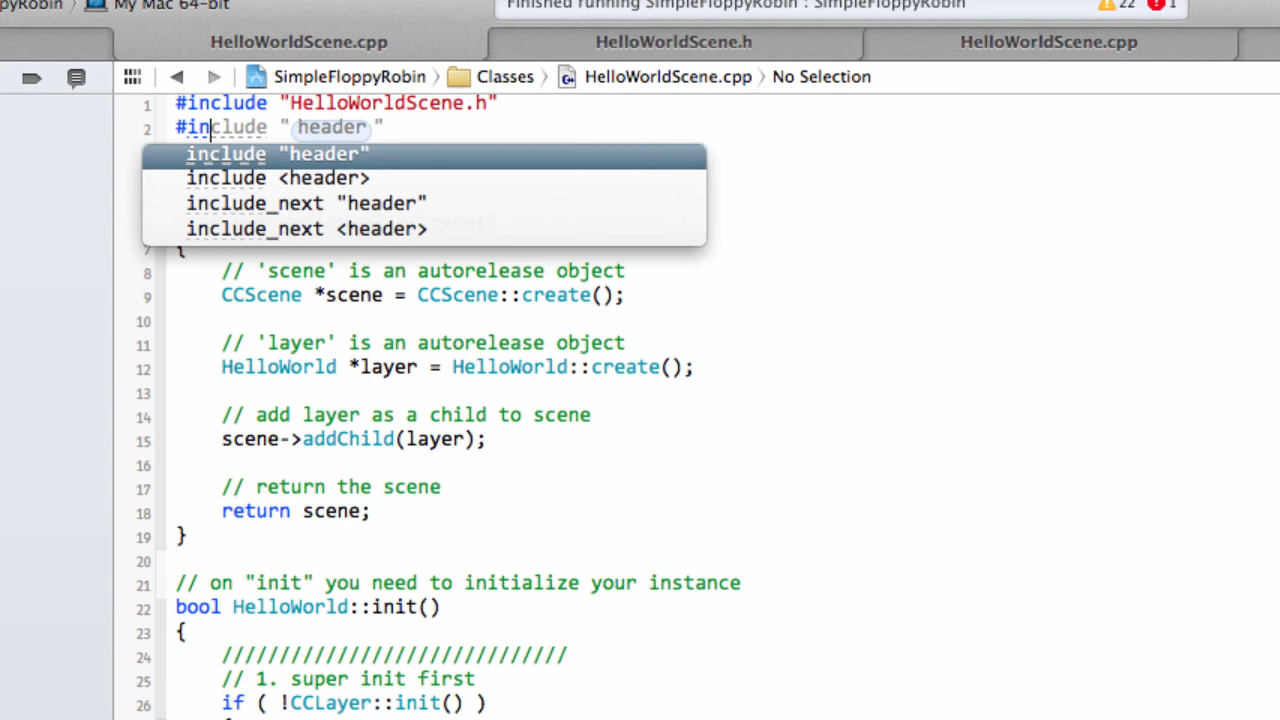 ppyRobin 〉 My Mac 64-bit
Finished running SimpleFloppyRobin : SimpleFloppyRobin
22 1
HelloWorldScene.cpp HelloWorldScene.h HelloWorldScene.cpp
SimpleFloppyRobin 〉 Classes 〉 HelloWorldScene.cpp 〉 No Selection
1 #include "HelloWorldScene.h"
2 #include "header"
include "header"
include <header>
include_next "header"
include_next <header>
7 {
8 // 'scene' is an autorelease object
9 CCScene *scene = CCScene::create();
10
11 // 'layer' is an autorelease object
12 HelloWorld *layer = HelloWorld::create();
13
14 // add layer as a child to scene
15 scene->addChild(layer);
16
17 // return the scene
18 return scene;
19 }
20
21 // on "init" you need to initialize your instance
22 bool HelloWorld::init()
23 {
24 //////////////////////////////
25 // 1. super init first
26 if ( !CCLayer::init() )